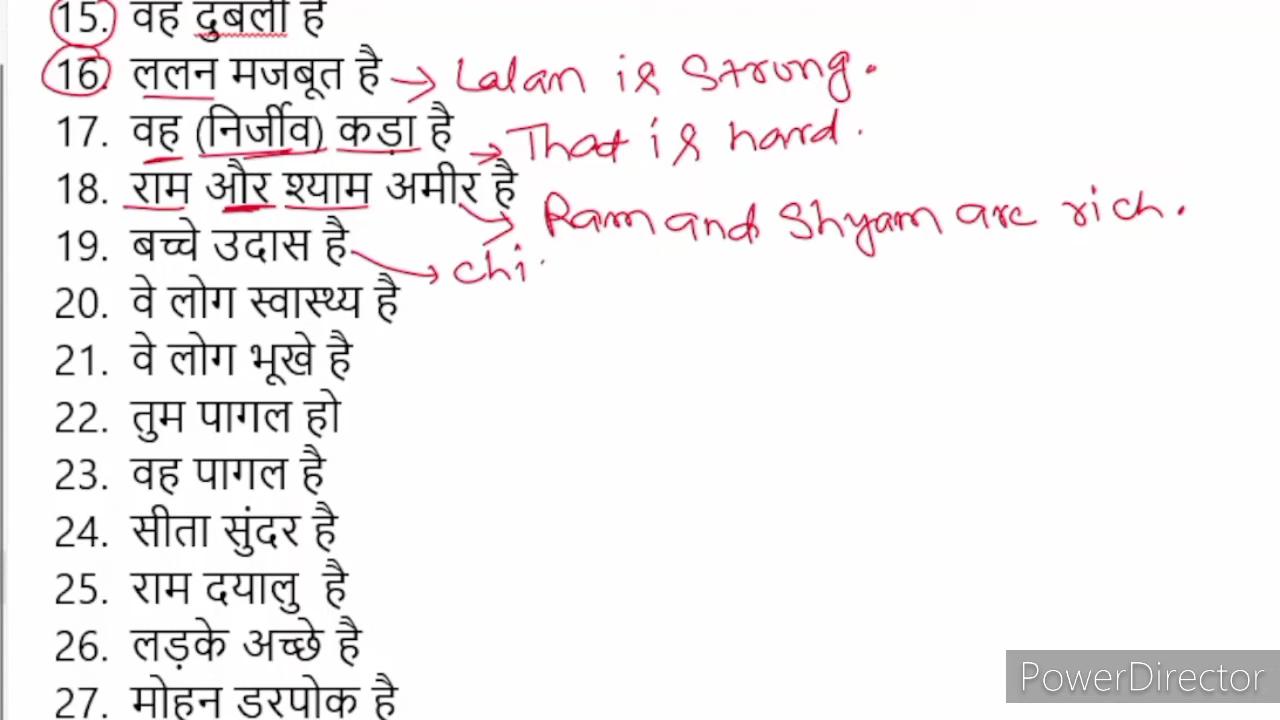 15. वह दुबली है
16. ललन मजबूत है → Lalan is strong.
17. वह (निर्जीव) कड़ा है → That is hard.
18. राम और श्याम अमीर है → Ram and Shyam are rich.
19. बच्चे उदास है → Chi
20. वे लोग स्वास्थ्य है
21. वे लोग भूखे है
22. तुम पागल हो
23. वह पागल है
24. सीता सुंदर है
25. राम दयालु है
26. लड़के अच्छे है
27. मोहन डरपोक है
PowerDirector